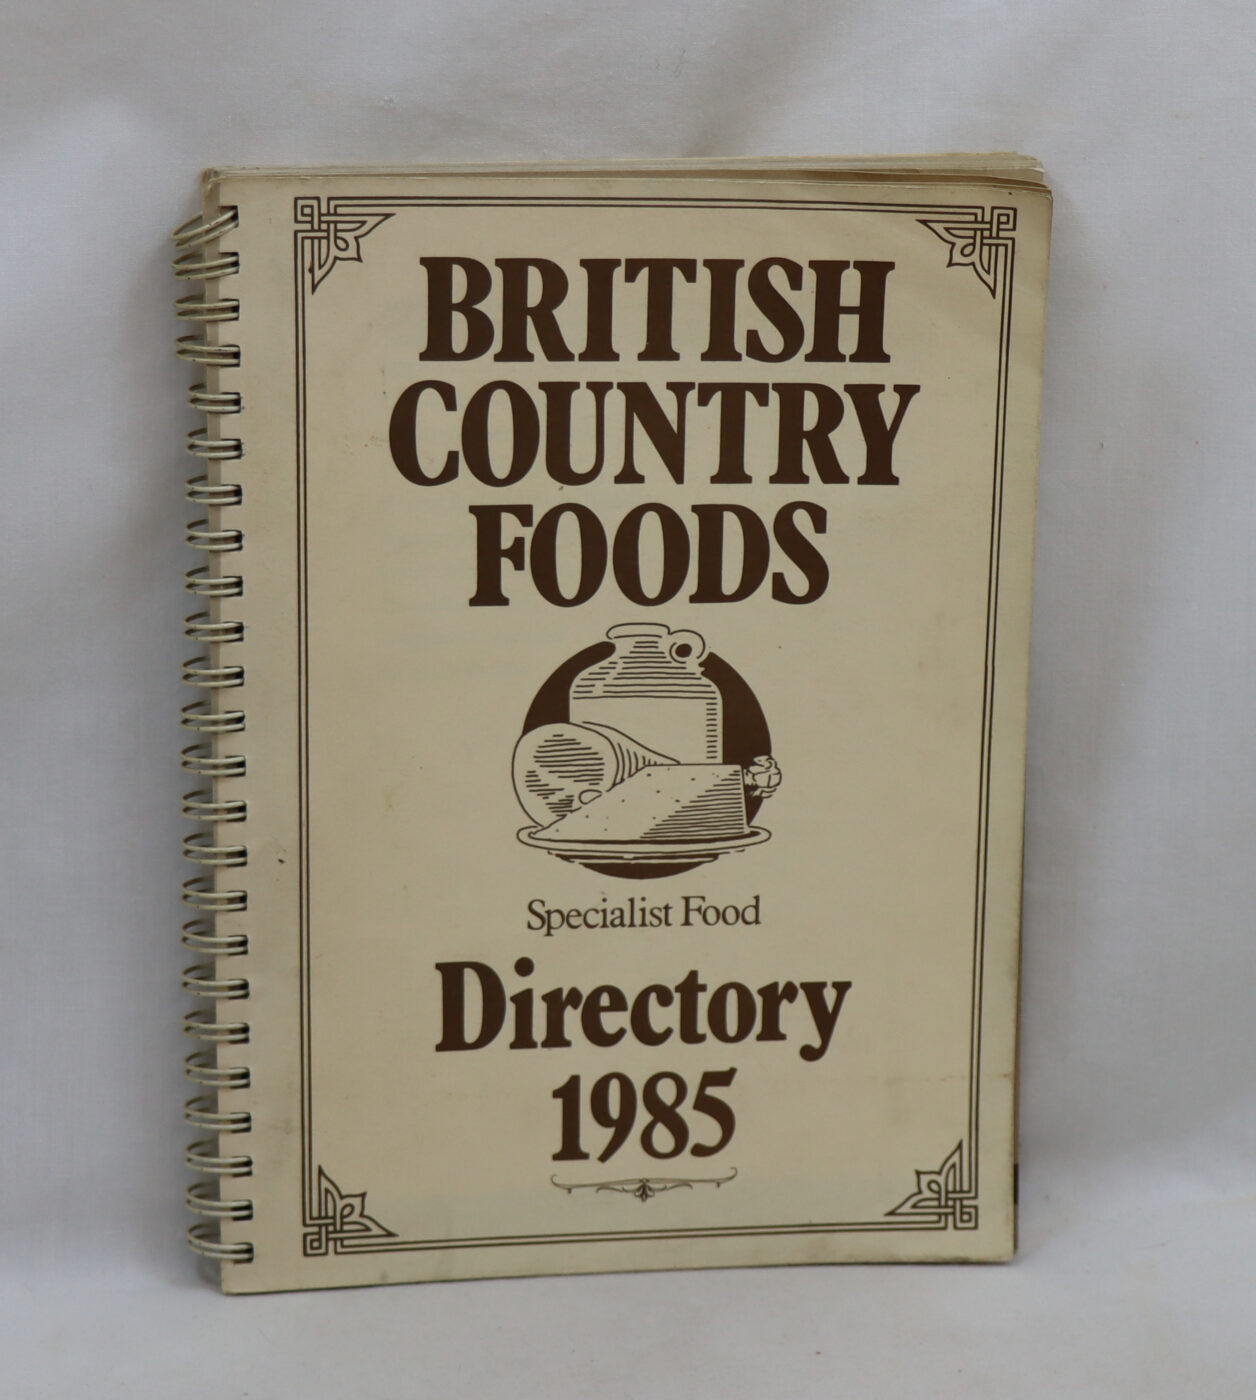 BRITISH
COUNTRY
FOODS
Specialist Food
Directory
1985